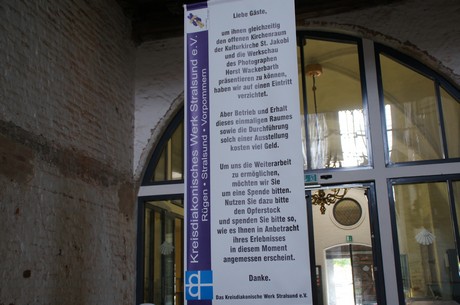 Kreisdiakonisches Werk Stralsund e.V.
Rügen • Stralsund • Vorpommern
Liebe Gäste,
um Ihnen gleichzeitig
den offenen Kirchenraum
der Kulturkirche St. Jakobi
und die Werkschau
des Photographen
Horst Wackerbarth
präsentieren zu können,
haben wir auf einen Eintritt
verzichtet.
Aber Betrieb und Erhalt
dieses einmaligen Raumes
sowie die Durchführung
solch einer Ausstellung
kosten viel Geld.
Um uns die Weiterarbeit
zu ermöglichen,
möchten wir Sie
um eine Spende bitten.
Nutzen Sie dazu bitte
den Opferstock
und spenden Sie bitte so,
wie es Ihnen in Anbetracht
ihres Erlebnisses
in diesem Moment
angemessen erscheint.
Danke.
Das Kreisdiakonische Werk Stralsund e.V.